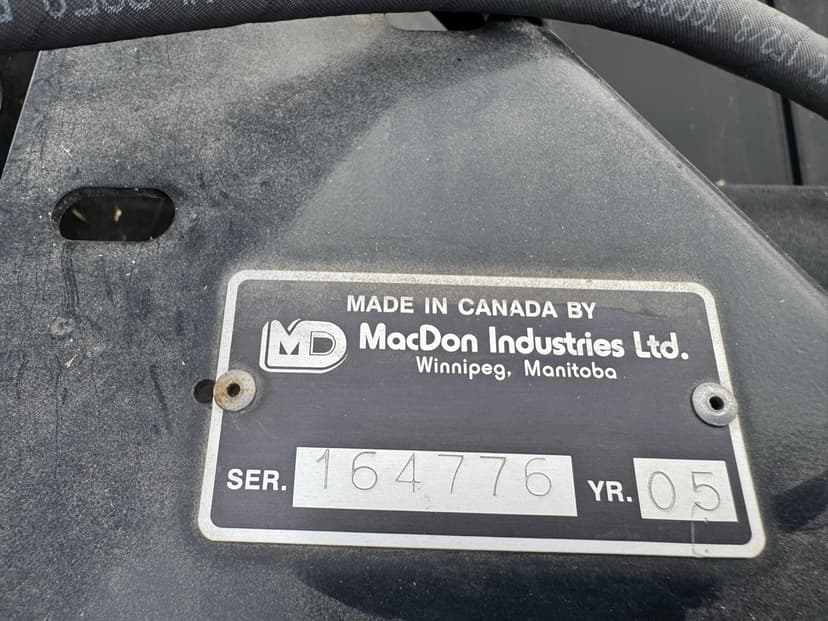 MADE IN CANADA BY
MD MacDon Industries Ltd.
Winnipeg, Manitoba
SER. 164776 YR. 05